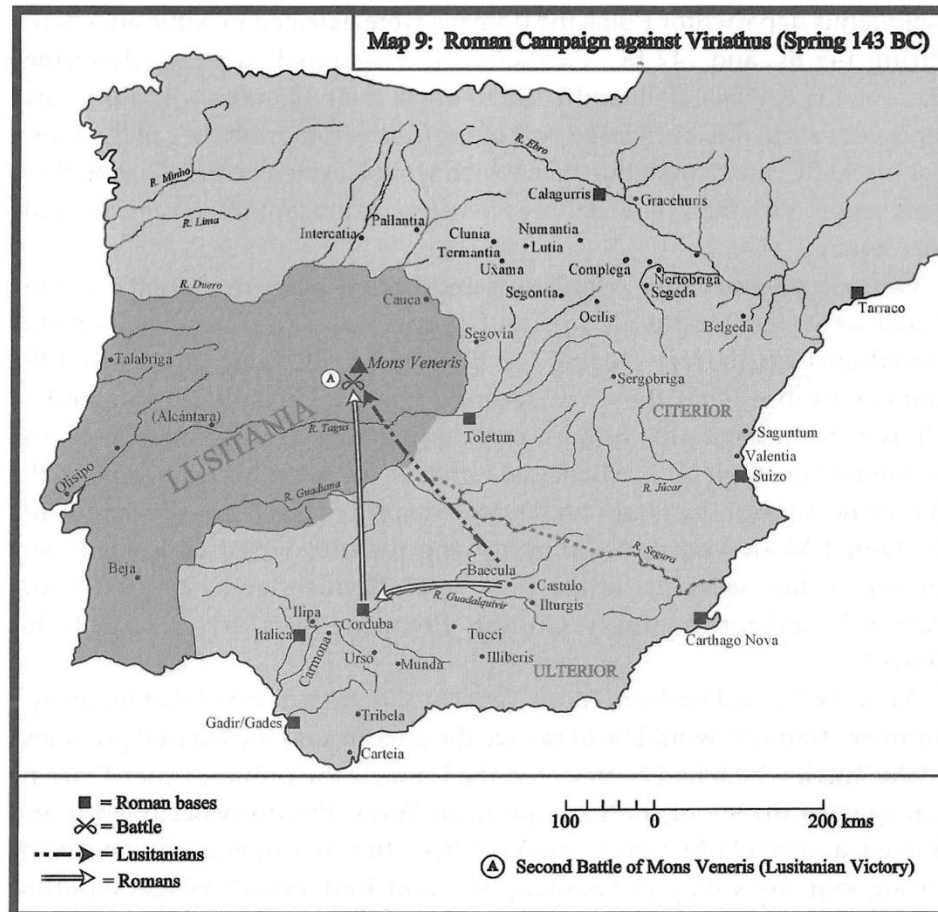 Map 9: Roman Campaign against Viriathus (Spring 143 BC)
R. Ebro
R. Minho
Calagurris
Gracchuris
R. Lima
Pallantia
Intercatia
Clunia
Numantia
Termantia
Lutia
Uxama
Complega
Nertobriga
R. Duero
Cauca
Segontia
Segeda
Tarraco
Ocilis
Belgeda
Segovia
Talabriga
Mons Veneris
A
Sergobriga
(Alcántara)
LUSITANIA
R. Tagus
Toletum
CITERIOR
Saguntum
Valentia
Olisipo
R. Guadiana
R. Júcar
Suizo
Beja
Baecula
R. Segura
Castulo
R. Guadalquivir
Ilipa
Corduba
Iturgis
Carthago Nova
Italica
Carmona
Tucci
Urso
Munda
Illiberis
ULTERIOR
Gadir/Gades
Tribela
Carteia
= Roman bases
= Battle
= Lusitanians
= Romans
100 0 200 kms
A Second Battle of Mons Veneris (Lusitanian Victory)